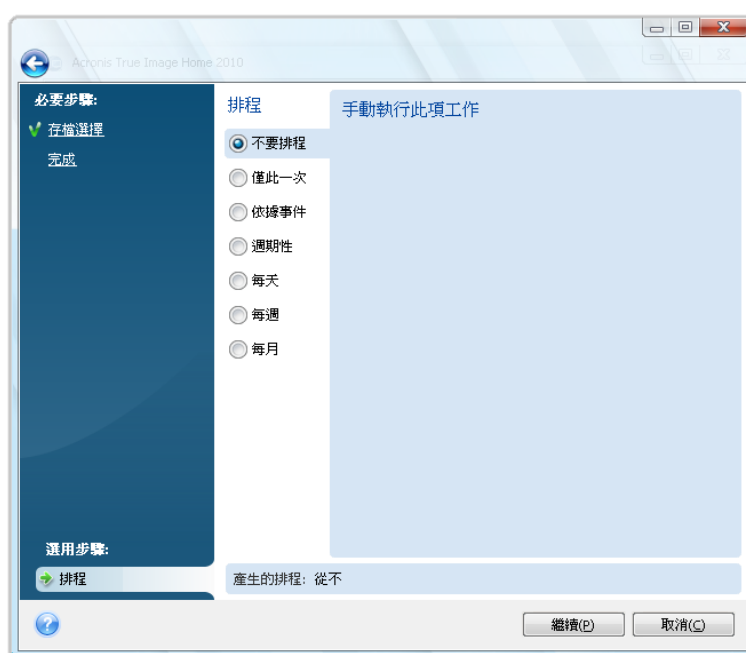 Acronis True Image Home 2010
必要步驟:
存檔選擇
完成
選用步驟:
排程
排程
不要排程
僅此一次
依據事件
週期性
每天
每週
每月
手動執行此項工作
產生的排程: 從不
繼續(P)
取消(C)